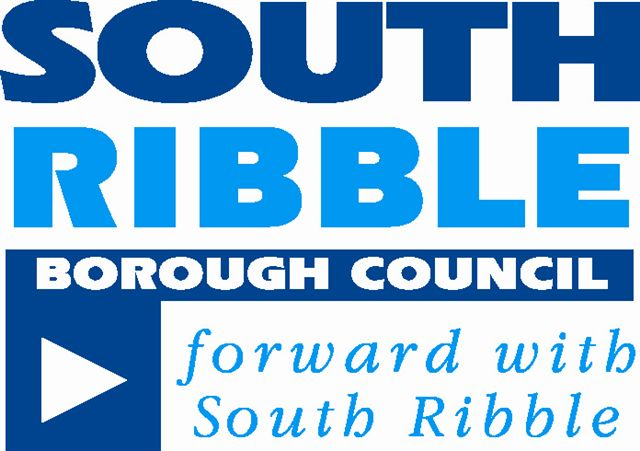 SOUTH
RIBBLE
BOROUGH COUNCIL
forward with
South Ribble